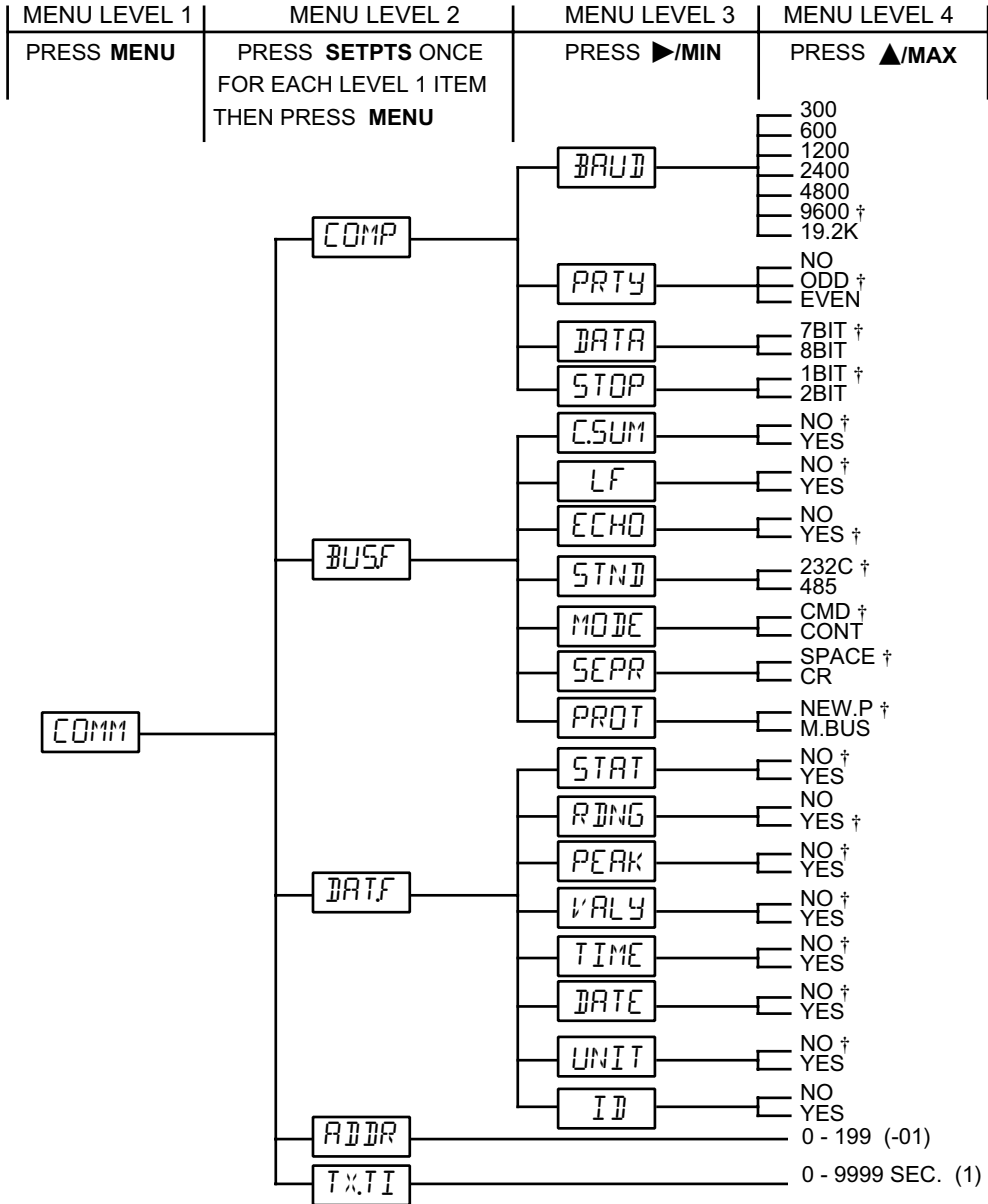 MENU LEVEL 1
MENU LEVEL 2
MENU LEVEL 3
MENU LEVEL 4
PRESS MENU
PRESS SETPTS ONCE
FOR EACH LEVEL 1 ITEM
THEN PRESS MENU
PRESS ▶/MIN
PRESS ▲/MAX
COMM
COMP
BAUD
300
600
1200
2400
4800
9600 †
19.2K
PRTY
NO
ODD †
EVEN
DATA
7BIT †
8BIT
STOP
1BIT †
2BIT
BUS.F
C.SUM
NO †
YES
LF
NO †
YES
ECHO
NO
YES †
STND
232C †
485
MODE
CMD †
CONT
SEPR
SPACE †
CR
PROT
NEW.P †
M.BUS
DAT.F
STAT
NO †
YES
RDNG
NO
YES †
PEAK
NO †
YES
VALY
NO †
YES
TIME
NO †
YES
DATE
NO †
YES
UNIT
NO †
YES
ID
NO
YES
ADDR
0 - 199 (-01)
TX.TI
0 - 9999 SEC. (1)